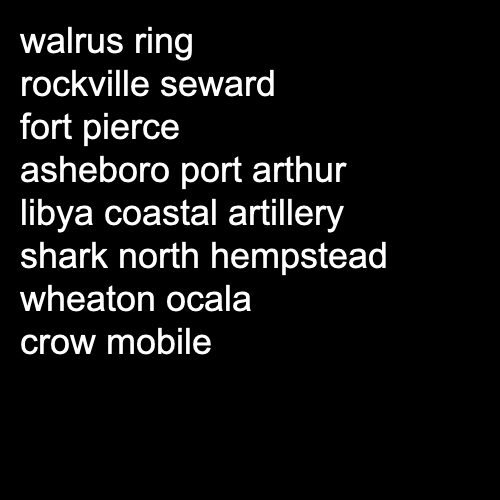 walrus ring
rockville seward
fort pierce
asheboro port arthur
libya coastal artillery
shark north hempstead
wheaton ocala
crow mobile